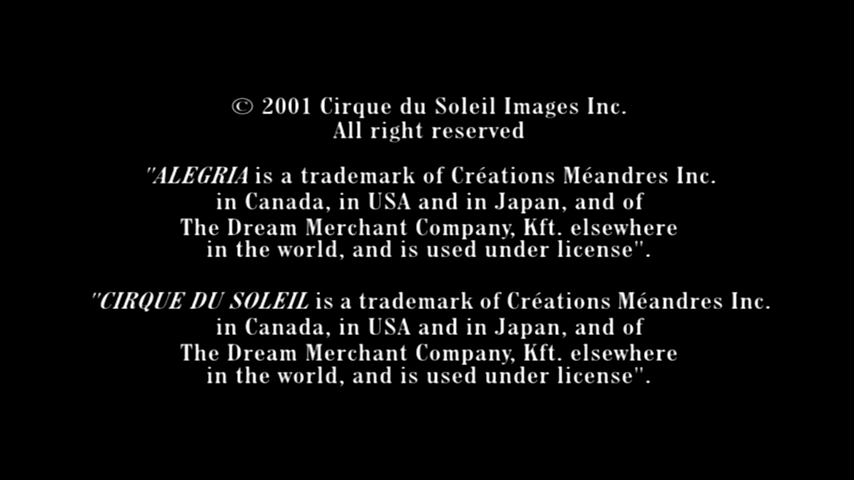 © 2001 Cirque du Soleil Images Inc.
All right reserved
"ALEGRIA is a trademark of Créations Méandres Inc.
in Canada, in USA and in Japan, and of
The Dream Merchant Company, Kft. elsewhere
in the world, and is used under license".
"CIRQUE DU SOLEIL is a trademark of Créations Méandres Inc.
in Canada, in USA and in Japan, and of
The Dream Merchant Company, Kft. elsewhere
in the world, and is used under license".